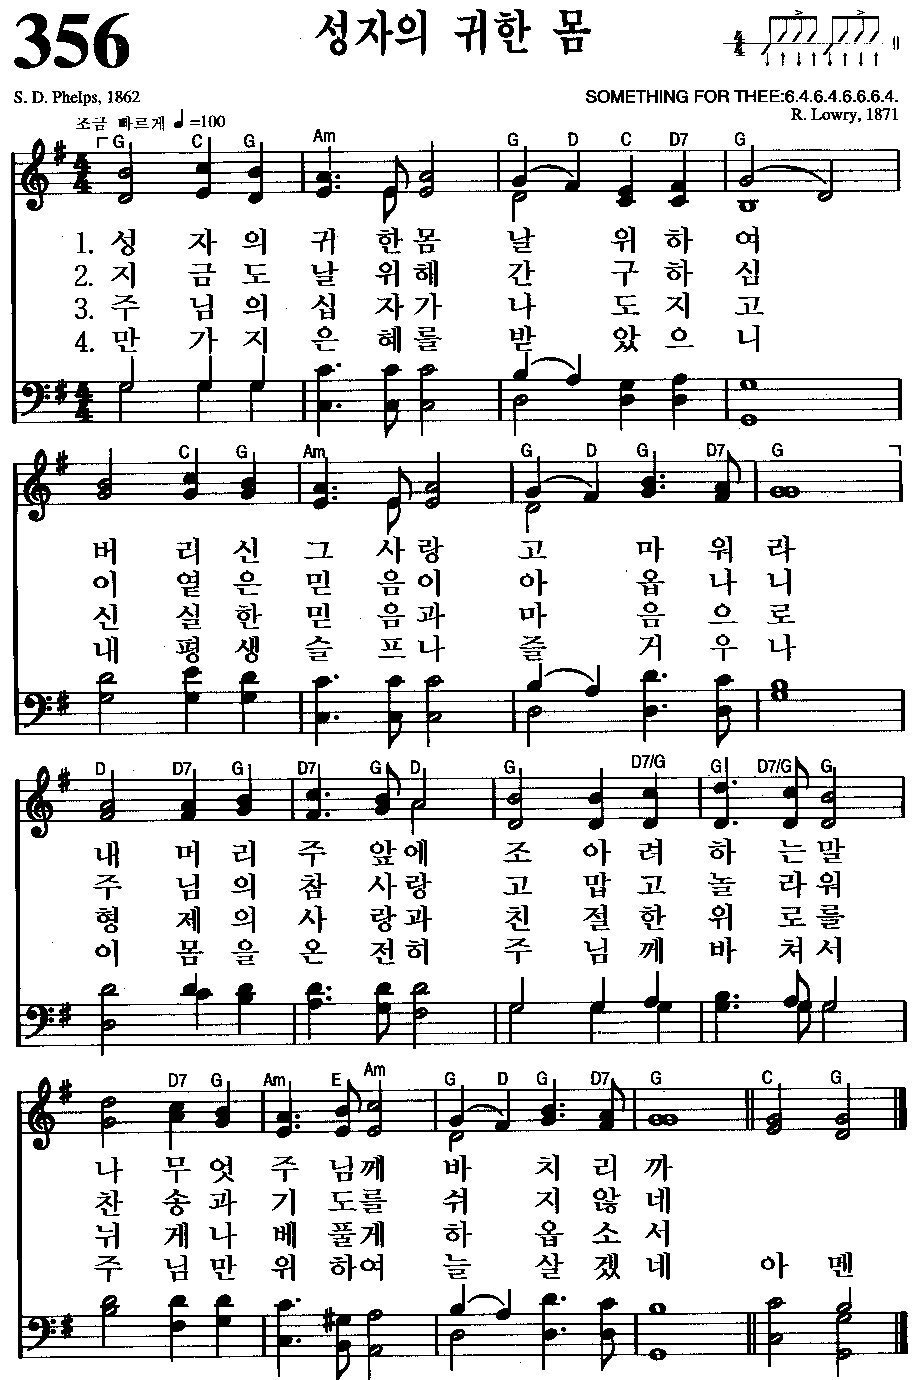 356
성자의 귀한 몸
S. D. Phelps, 1862
SOMETHING FOR THEE:6.4.6.4.6.6.6.4.
R. Lowry, 1871
조금 빠르게 ♩=100
G C G Am G D C D7 G
1. 성 자 의 귀 한 몸 날 위 하 여
2. 지 금 도 날 위 해 간 구 하 심
3. 주 님 의 십 자 가 나 도 지 고
4. 만 가 지 은 혜 를 받 았 으 니
C G Am G D G D7 G
버 리 신 그 사 랑 고 마 워 라
이 옅 은 믿 음 이 아 옵 나 니
신 실 한 믿 음 과 마 음 으 로
내 평 생 슬 프 나 즐 거 우 나
D D7 G D7 G D G D7/G G D7/G G
내 머 리 주 앞 에 조 아 려 하 는 말
주 님 의 참 사 랑 고 맙 고 놀 라 워
형 제 의 사 랑 과 친 절 한 위 로 를
이 몸 을 온 전 히 주 님 께 바 쳐 서
D7 G Am E Am G D G D7 G C G
나 무 엇 주 님 께 바 치 리 까
찬 송 과 기 도 를 쉬 지 않 네
뉘 게 나 베 풀 게 하 옵 소 서
주 님 만 위 하 여 늘 살 겠 네 아 멘